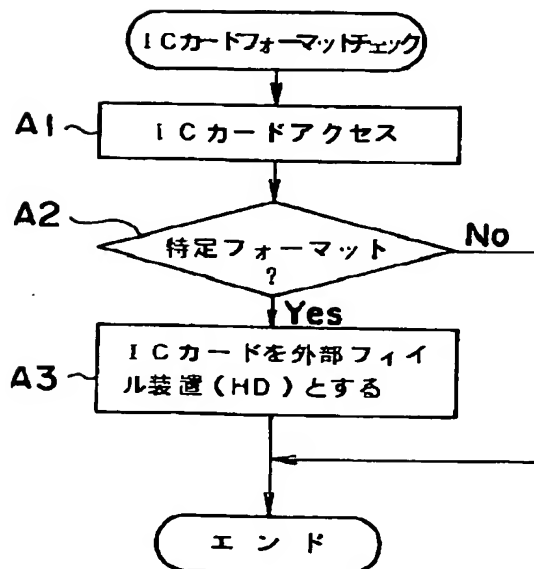 ICカードフォーマットチェック
A1
ICカードアクセス
A2
特定フォーマット
?
No
Yes
A3
ICカードを外部フィイ
ル装置(HD)とする
エンド